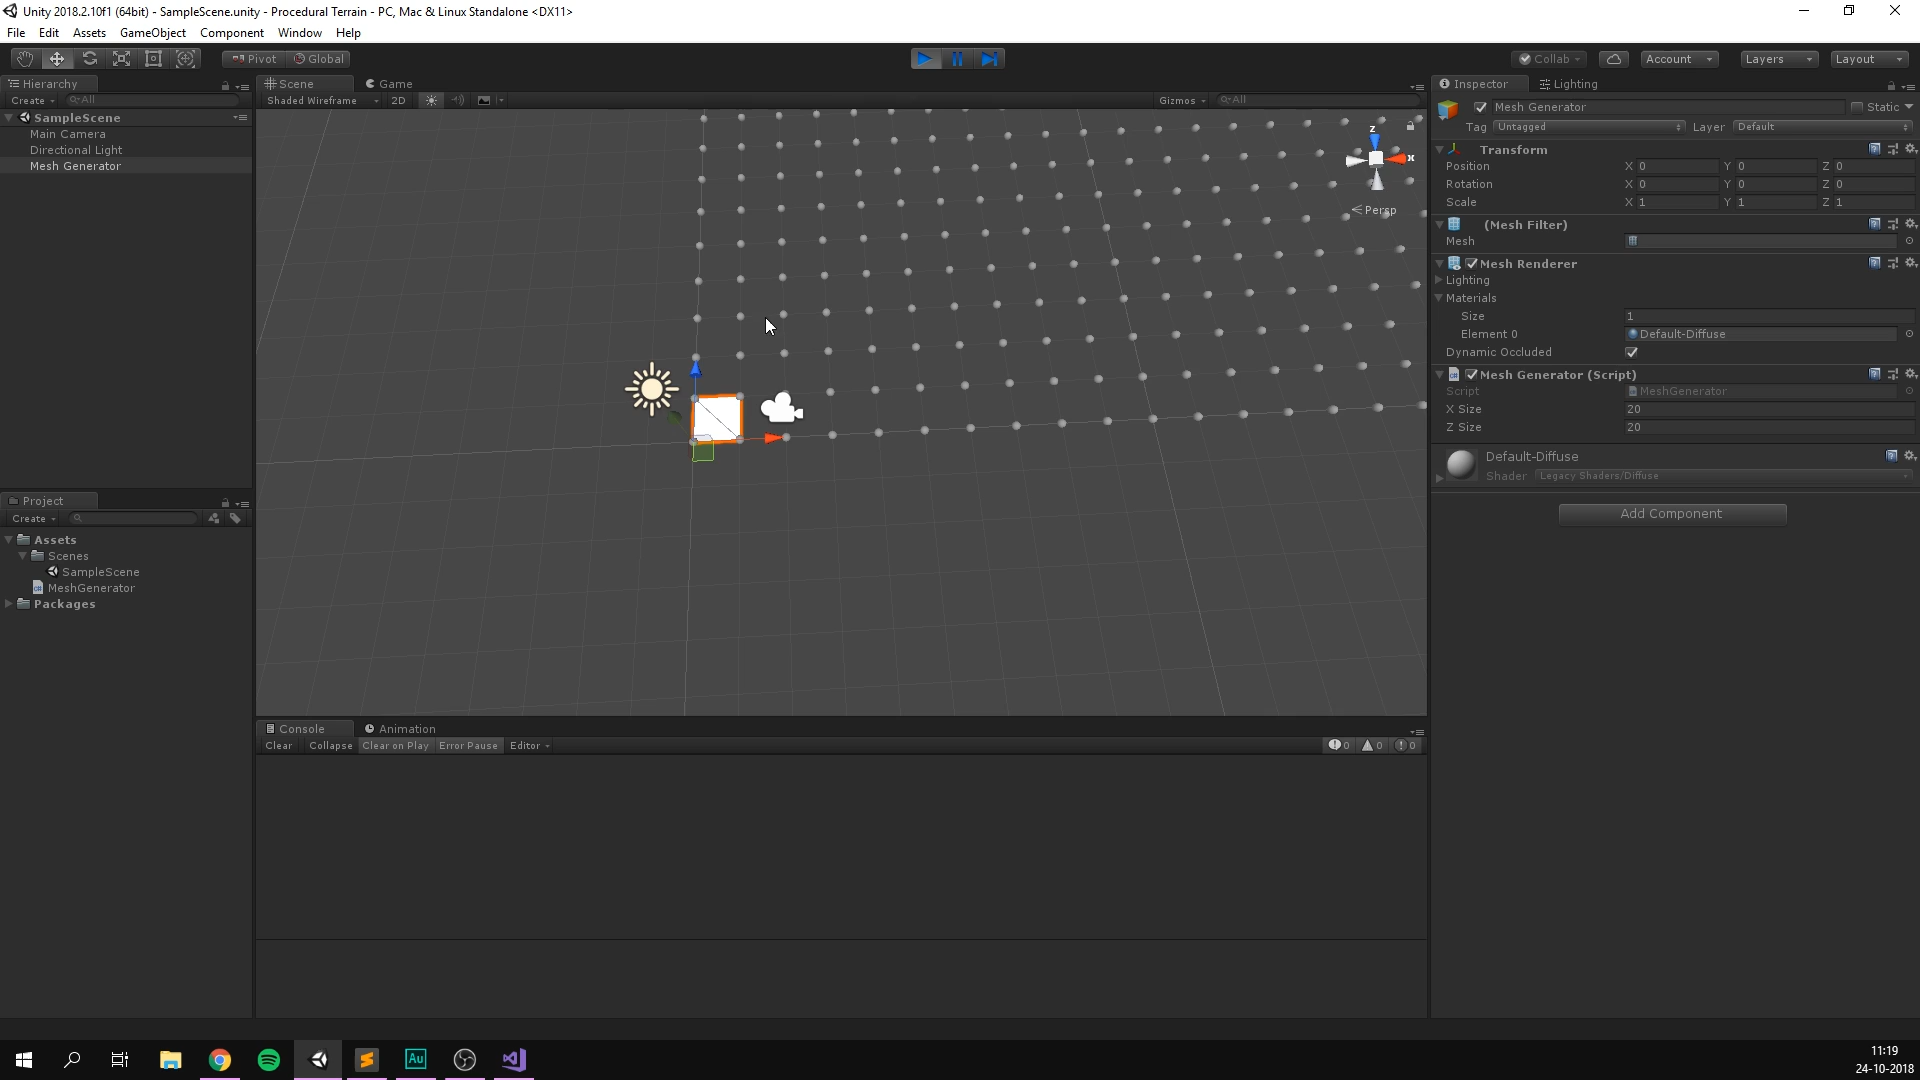 Unity 2018.2.10f1 (64bit) - SampleScene.unity - Procedural Terrain - PC, Mac & Linux Standalone <DX11>
File Edit Assets GameObject Component Window Help
Pivot Global Collab Account Layers Layout
Hierarchy
Create All
SampleScene
Main Camera
Directional Light
Mesh Generator
Project
Create
Assets
Scenes
SampleScene
MeshGenerator
Packages
Scene Game
Shaded Wireframe 2D Gizmos All
z
x
Persp
Console Animation
Clear Collapse Clear on Play Error Pause Editor 0 0 0
Inspector Lighting
Mesh Generator Static
Tag Untagged Layer Default
Transform
Position X 0 Y 0 Z 0
Rotation X 0 Y 0 Z 0
Scale X 1 Y 1 Z 1
(Mesh Filter)
Mesh
Mesh Renderer
Lighting
Materials
Size 1
Element 0 Default-Diffuse
Dynamic Occluded
Mesh Generator (Script)
Script MeshGenerator
X Size 20
Z Size 20
Default-Diffuse
Shader Legacy Shaders/Diffuse
Add Component
Au
11:19
24-10-2018